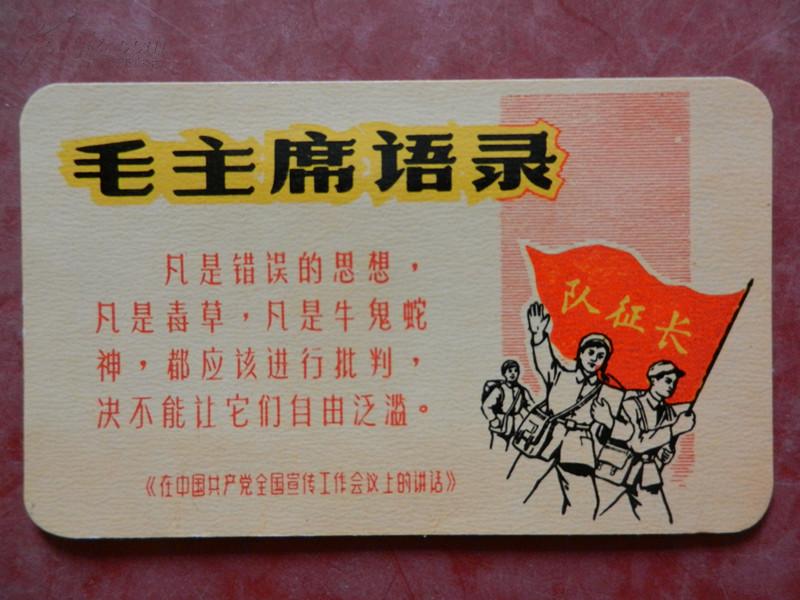 毛主席语录
凡是错误的思想，
凡是毒草，凡是牛鬼蛇
神，都应该进行批判，
决不能让它们自由泛滥。
《在中国共产党全国宣传工作会议上的讲话》
队征长